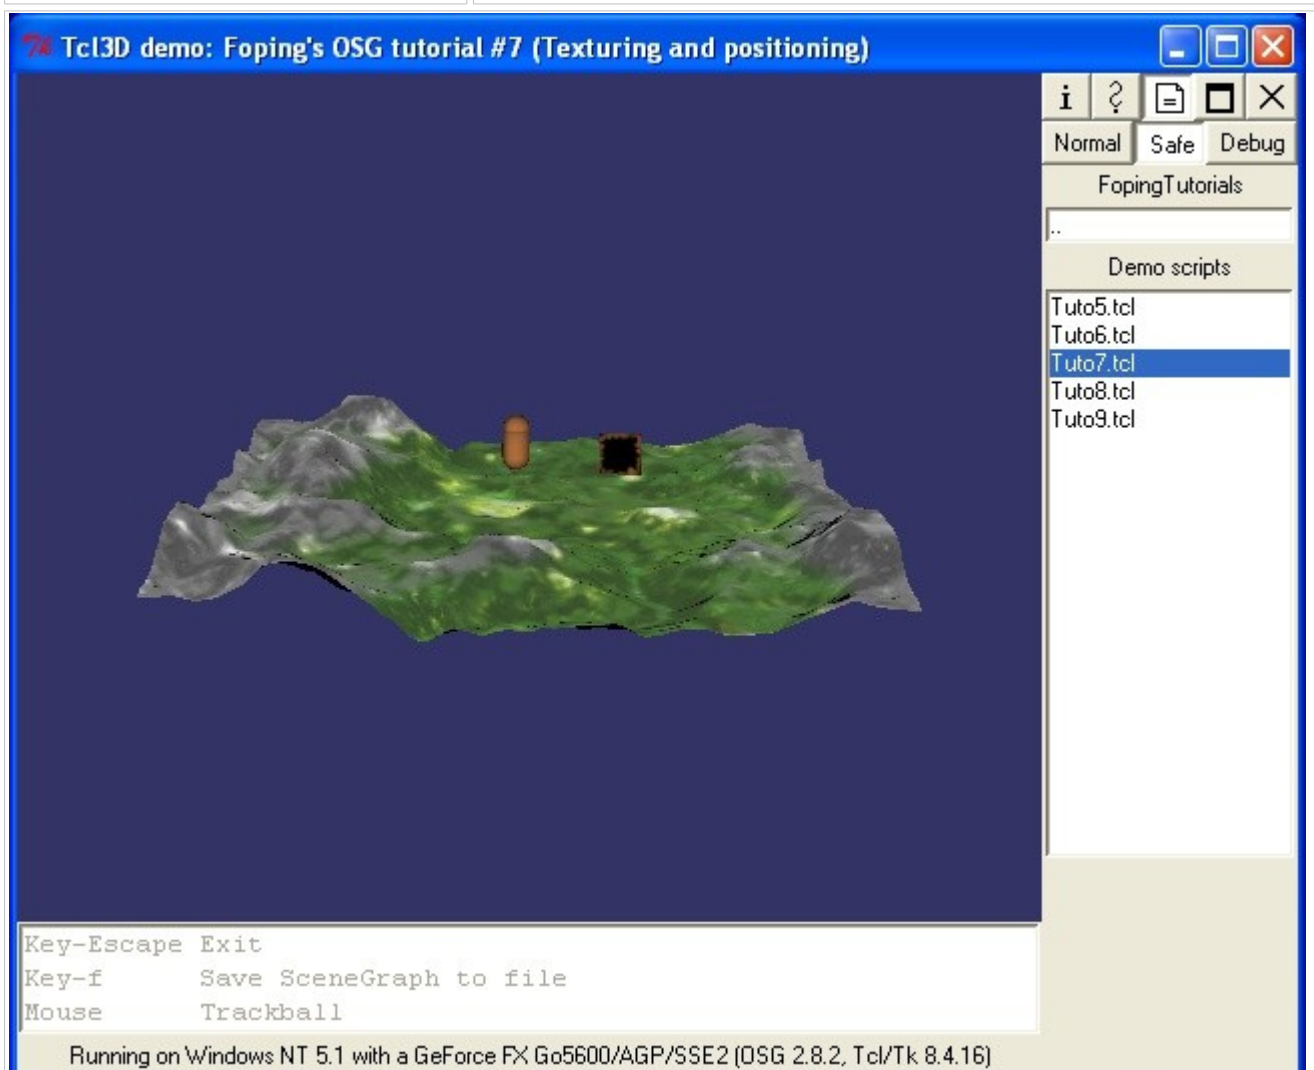 Tcl3D demo: Foping's OSG tutorial #7 (Texturing and positioning)
i ?
Normal Safe Debug
FopingTutorials
..
Demo scripts
Tuto5.tcl
Tuto6.tcl
Tuto7.tcl
Tuto8.tcl
Tuto9.tcl
Key-Escape Exit
Key-f Save SceneGraph to file
Mouse Trackball
Running on Windows NT 5.1 with a GeForce FX Go5600/AGP/SSE2 (OSG 2.8.2, Tcl/Tk 8.4.16)